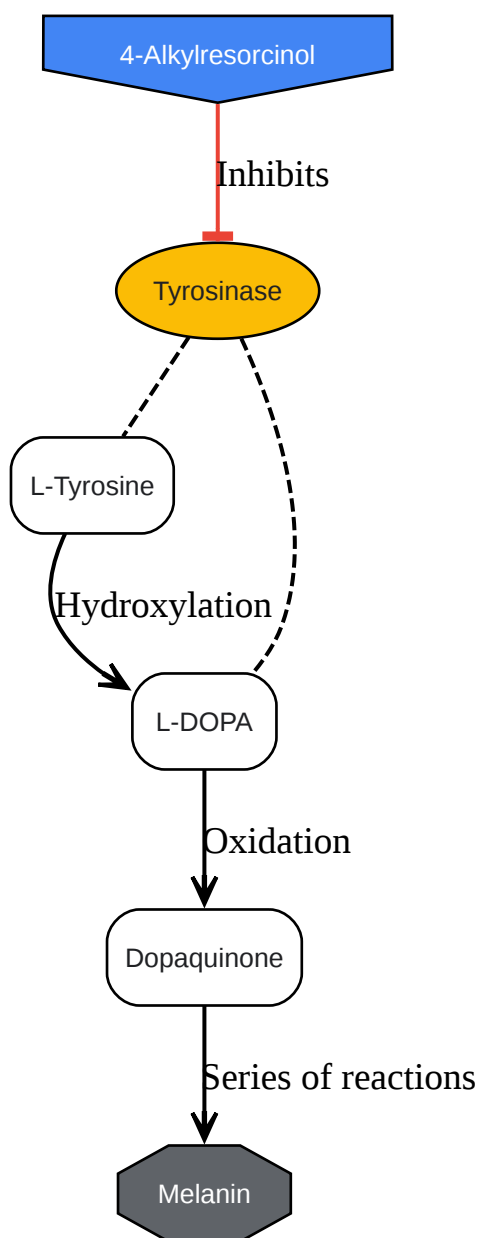 4-Alkylresorcinol
Inhibits
Tyrosinase
L-Tyrosine
Hydroxylation
L-DOPA
Oxidation
Dopaquinone
Series of reactions
Melanin